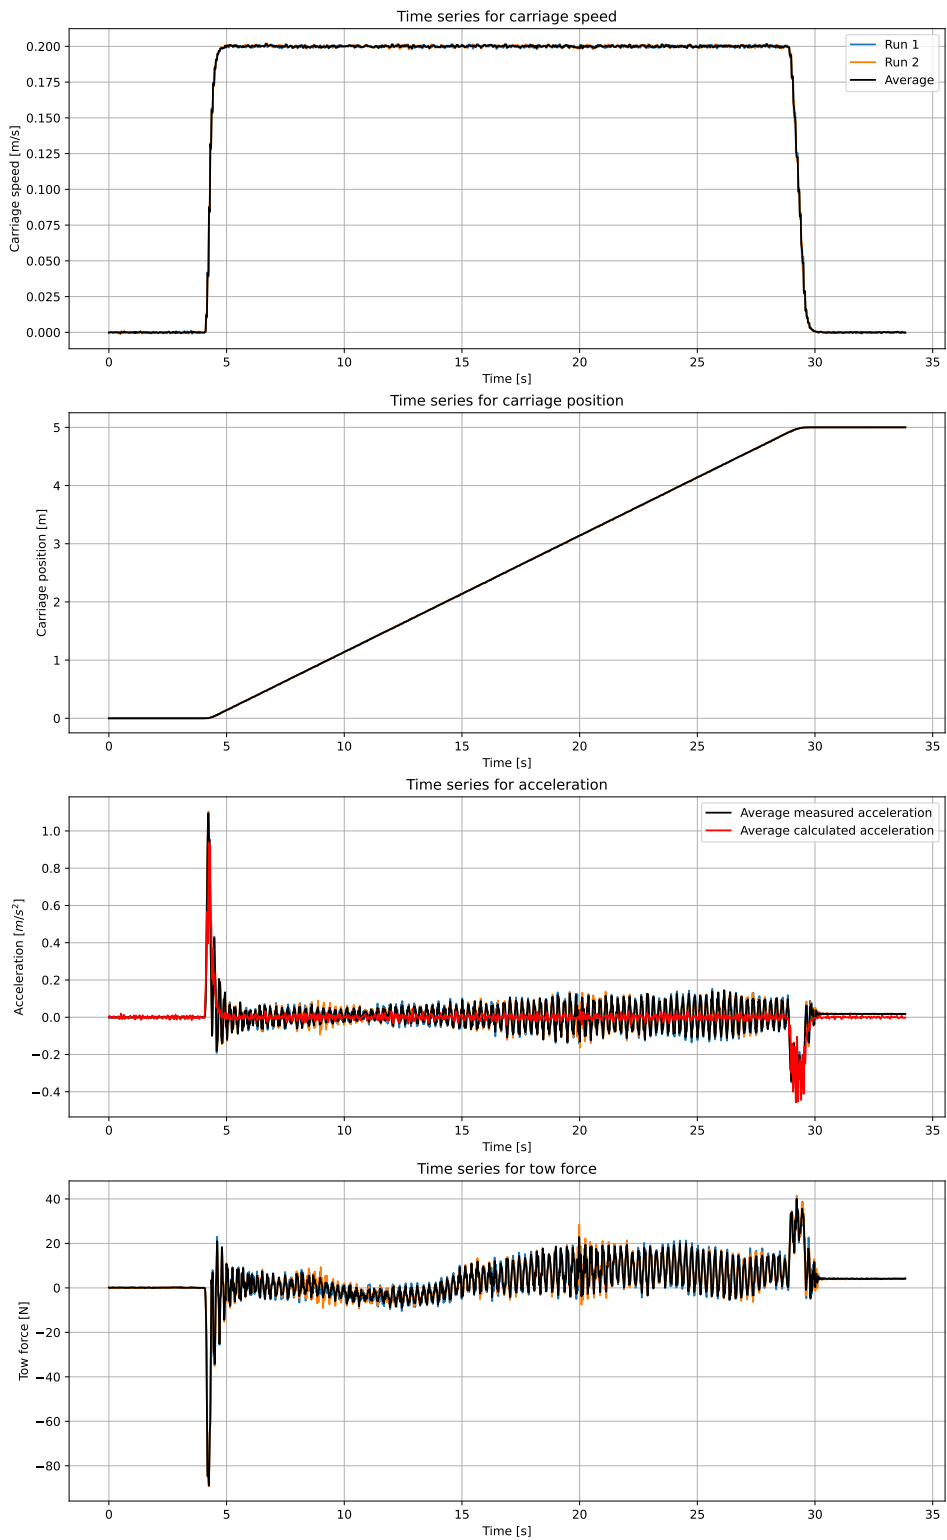 Time series for carriage speed
Carriage speed [m/s]
0.200
0.175
0.150
0.125
0.100
0.075
0.050
0.025
0.000
Run 1
Run 2
Average
0 5 10 15 20 25 30 35
Time [s]
Time series for carriage position
Carriage position [m]
5
4
3
2
1
0
0 5 10 15 20 25 30 35
Time [s]
Time series for acceleration
Acceleration [m/s²]
1.0
0.8
0.6
0.4
0.2
0.0
−0.2
−0.4
Average measured acceleration
Average calculated acceleration
0 5 10 15 20 25 30 35
Time [s]
Time series for tow force
Tow force [N]
40
20
0
−20
−40
−60
−80
0 5 10 15 20 25 30 35
Time [s]